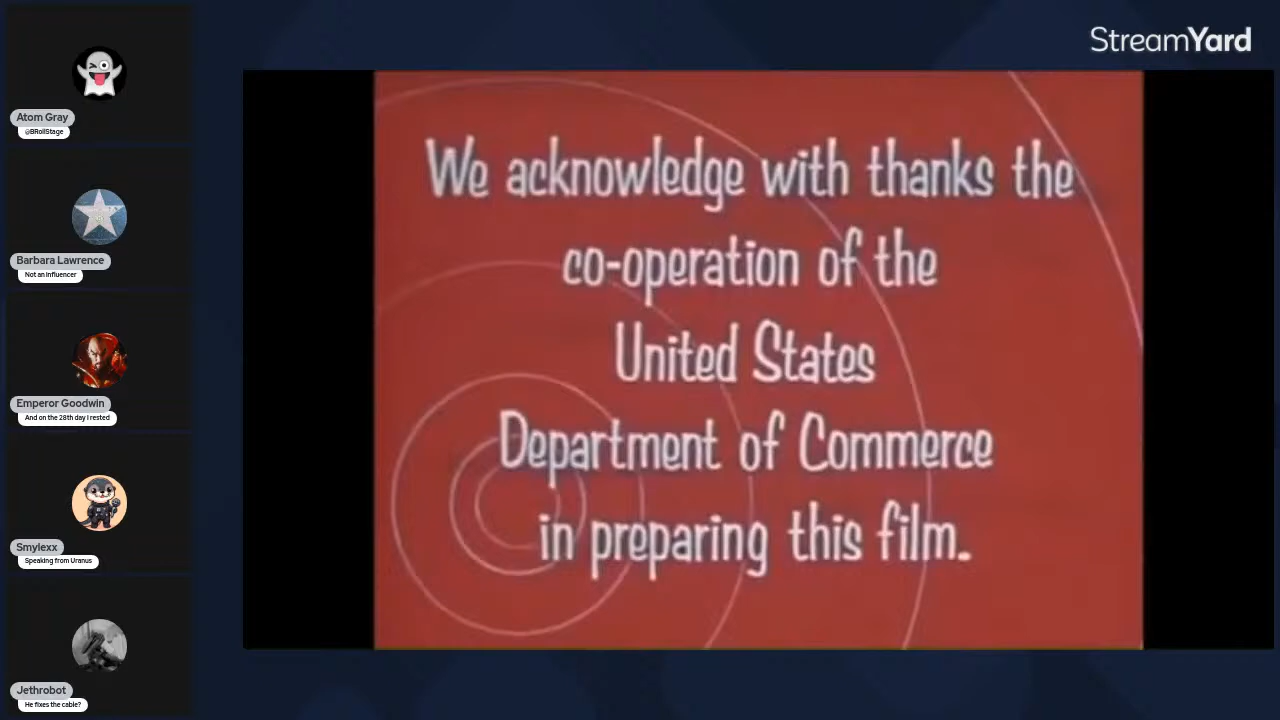 StreamYard
Atom Gray
@BRollStage
Barbara Lawrence
Not an influencer
Emperor Goodwin
And on the 28th day I rested
Smylexx
Speaking from Uranus
Jethrobot
He fixes the cable?
We acknowledge with thanks the
co-operation of the
United States
Department of Commerce
in preparing this film.